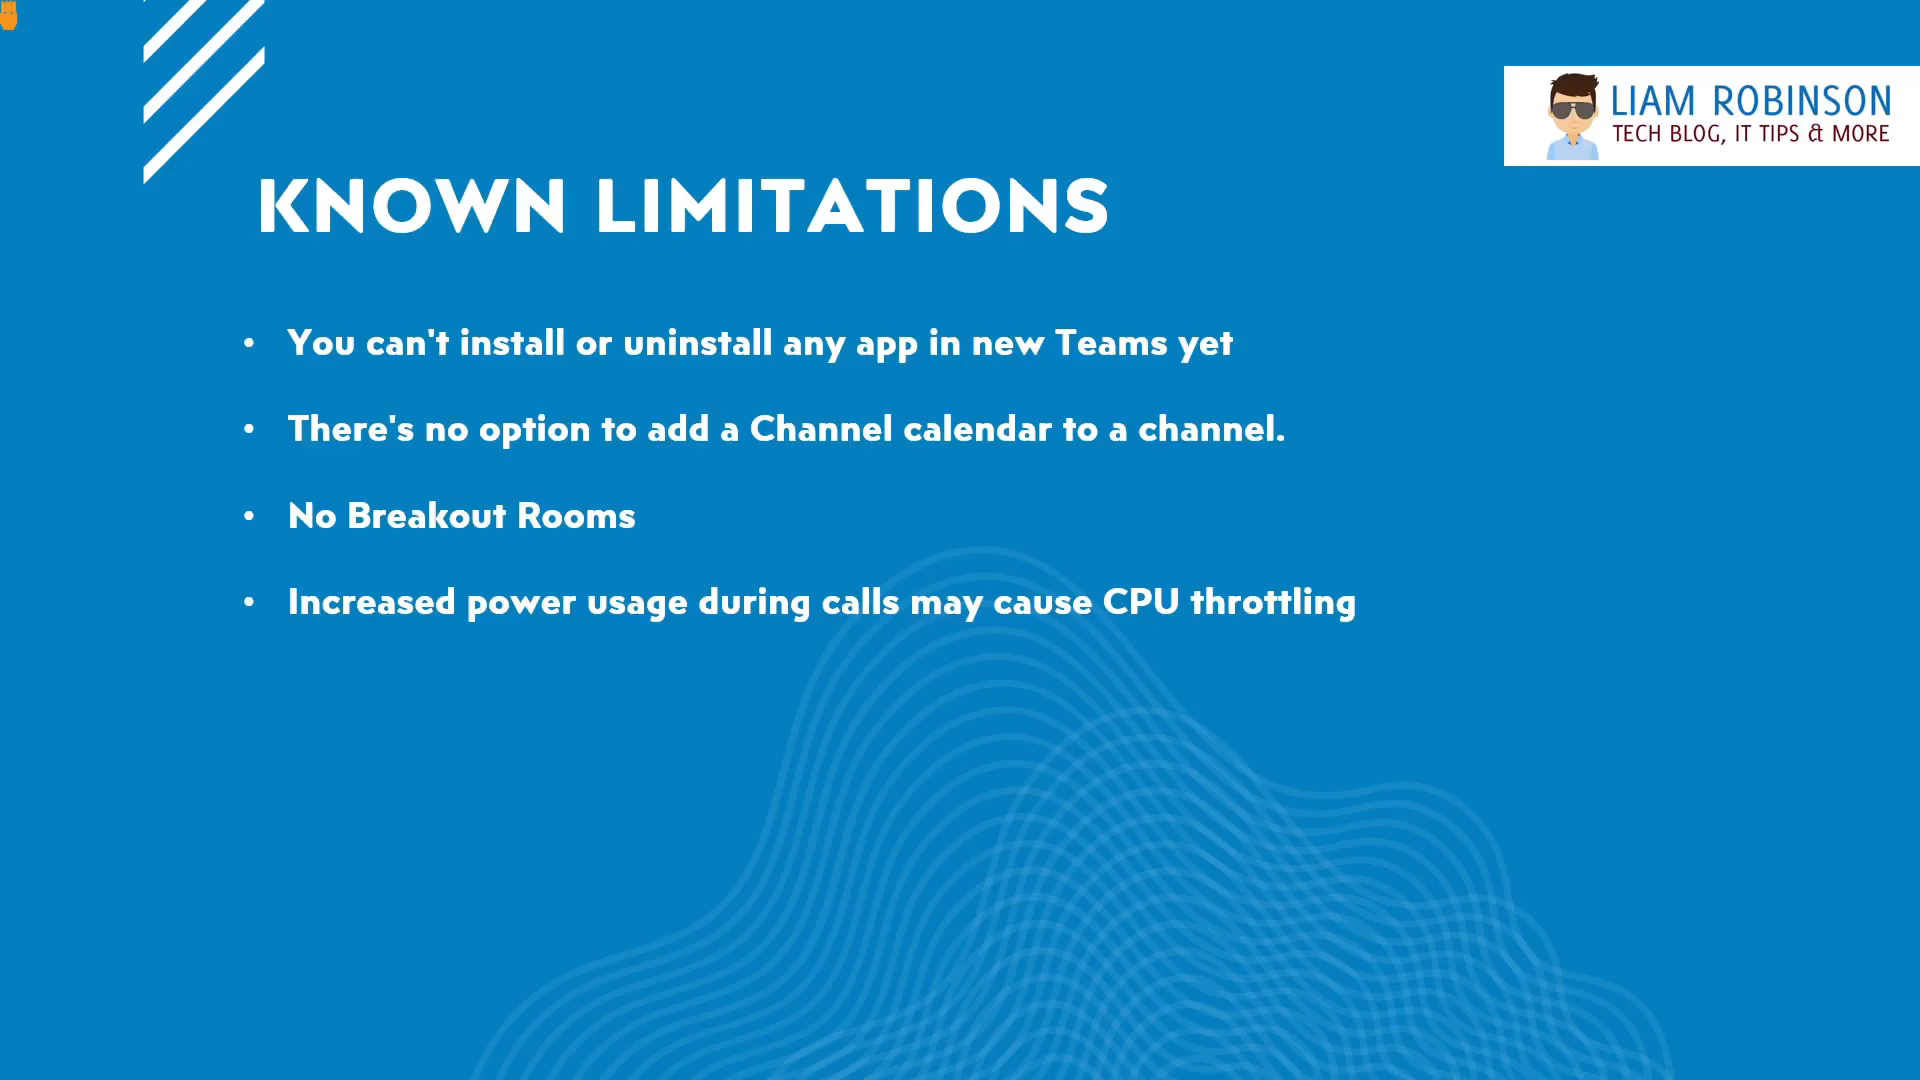 LIAM ROBINSON
TECH BLOG, IT TIPS & MORE
KNOWN LIMITATIONS
• You can't install or uninstall any app in new Teams yet
• There's no option to add a Channel calendar to a channel.
• No Breakout Rooms
• Increased power usage during calls may cause CPU throttling